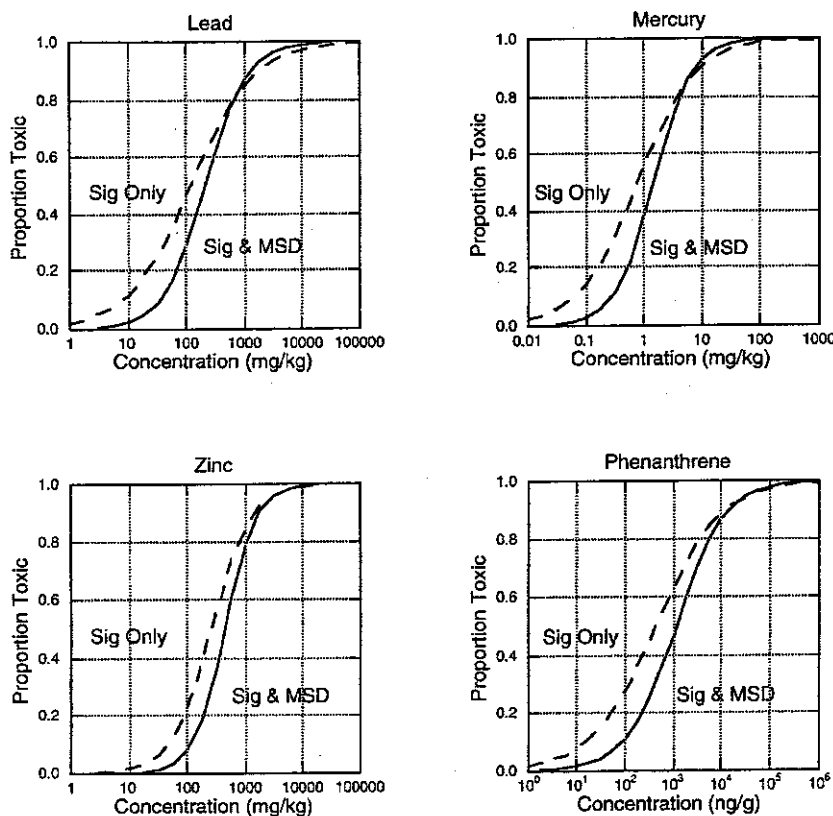 Lead
1.0
0.8
0.6
0.4
0.2
0.0
Proportion Toxic
Sig Only
Sig & MSD
1 10 100 1000 10000 100000
Concentration (mg/kg)
Mercury
1.0
0.8
0.6
0.4
0.2
0.0
Proportion Toxic
Sig Only
Sig & MSD
0.01 0.1 1 10 100 1000
Concentration (mg/kg)
Zinc
1.0
0.8
0.6
0.4
0.2
0.0
Proportion Toxic
Sig Only
Sig & MSD
1 10 100 1000 10000 100000
Concentration (mg/kg)
Phenanthrene
1.0
0.8
0.6
0.4
0.2
0.0
Proportion Toxic
Sig Only
Sig & MSD
10⁰ 10¹ 10² 10³ 10⁴ 10⁵ 10⁶
Concentration (ng/g)